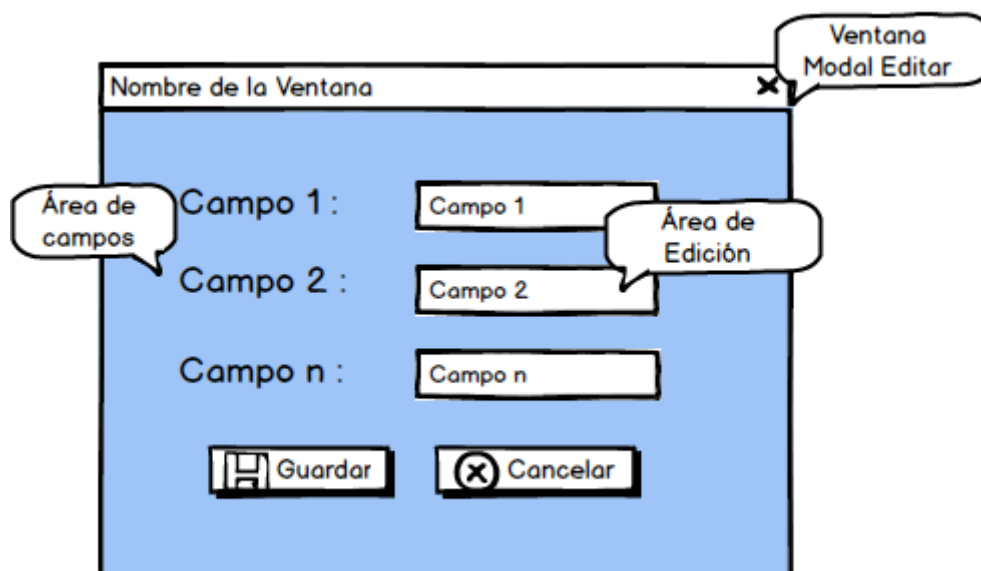 Ventana
Modal Editar
Nombre de la Ventana
Área de
campos
Campo 1 :
Campo 1
Área de
Edición
Campo 2 :
Campo 2
Campo n :
Campo n
Guardar
Cancelar